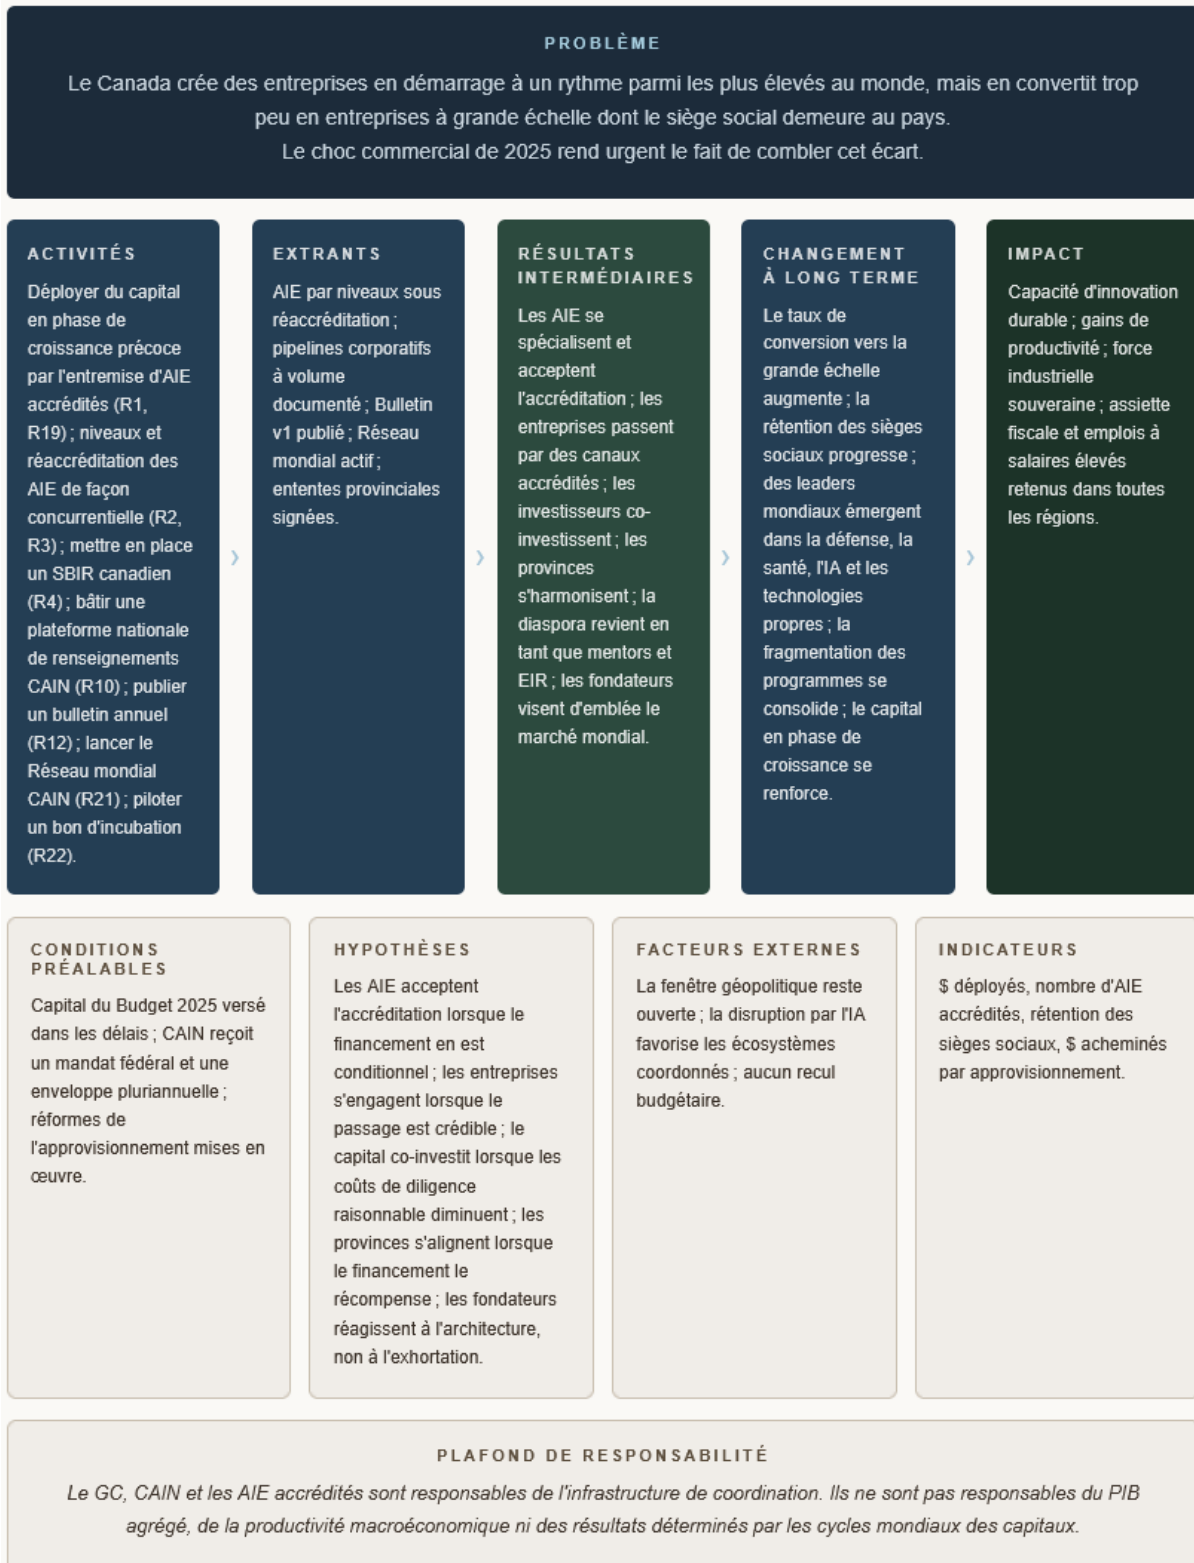 PROBLÈME
Le Canada crée des entreprises en démarrage à un rythme parmi les plus élevés au monde, mais en convertit trop
peu en entreprises à grande échelle dont le siège social demeure au pays.
Le choc commercial de 2025 rend urgent le fait de combler cet écart.
ACTIVITÉS
Déployer du capital
en phase de
croissance précoce
par l'entremise d'AIE
accrédités (R1,
R19) ; niveaux et
réaccréditation des
AIE de façon
concurrentielle (R2,
R3) ; mettre en place
un SBIR canadien
(R4) ; bâtir une
plateforme nationale
de renseignements
CAIN (R10) ; publier
un bulletin annuel
(R12) ; lancer le
Réseau mondial
CAIN (R21) ; piloter
un bon d'incubation
(R22).
›
EXTRANTS
AIE par niveaux sous
réaccréditation ;
pipelines corporatifs
à volume
documenté ; Bulletin
v1 publié ; Réseau
mondial actif ;
ententes provinciales
signées.
›
RÉSULTATS
INTERMÉDIAIRES
Les AIE se
spécialisent et
acceptent
l'accréditation ; les
entreprises passent
par des canaux
accrédités ; les
investisseurs co-
investissent ; les
provinces
s'harmonisent ; la
diaspora revient en
tant que mentors et
EIR ; les fondateurs
visent d'emblée le
marché mondial.
›
CHANGEMENT
À LONG TERME
Le taux de
conversion vers la
grande échelle
augmente ; la
rétention des sièges
sociaux progresse ;
des leaders
mondiaux émergent
dans la défense, la
santé, l'IA et les
technologies
propres ; la
fragmentation des
programmes se
consolide ; le capital
en phase de
croissance se
renforce.
›
IMPACT
Capacité d'innovation
durable ; gains de
productivité ; force
industrielle
souveraine ; assiette
fiscale et emplois à
salaires élevés
retenus dans toutes
les régions.
CONDITIONS
PRÉALABLES
Capital du Budget 2025 versé
dans les délais ; CAIN reçoit
un mandat fédéral et une
enveloppe pluriannuelle ;
réformes de
l'approvisionnement mises en
œuvre.
HYPOTHÈSES
Les AIE acceptent
l'accréditation lorsque le
financement en est
conditionnel ; les entreprises
s'engagent lorsque le
passage est crédible ; le
capital co-investit lorsque les
coûts de diligence
raisonnable diminuent ; les
provinces s'alignent lorsque
le financement le
récompense ; les fondateurs
réagissent à l'architecture,
non à l'exhortation.
FACTEURS EXTERNES
La fenêtre géopolitique reste
ouverte ; la disruption par l'IA
favorise les écosystèmes
coordonnés ; aucun recul
budgétaire.
INDICATEURS
$ déployés, nombre d'AIE
accrédités, rétention des
sièges sociaux, $ acheminés
par approvisionnement.
PLAFOND DE RESPONSABILITÉ
Le GC, CAIN et les AIE accrédités sont responsables de l'infrastructure de coordination. Ils ne sont pas responsables du PIB
agrégé, de la productivité macroéconomique ni des résultats déterminés par les cycles mondiaux des capitaux.